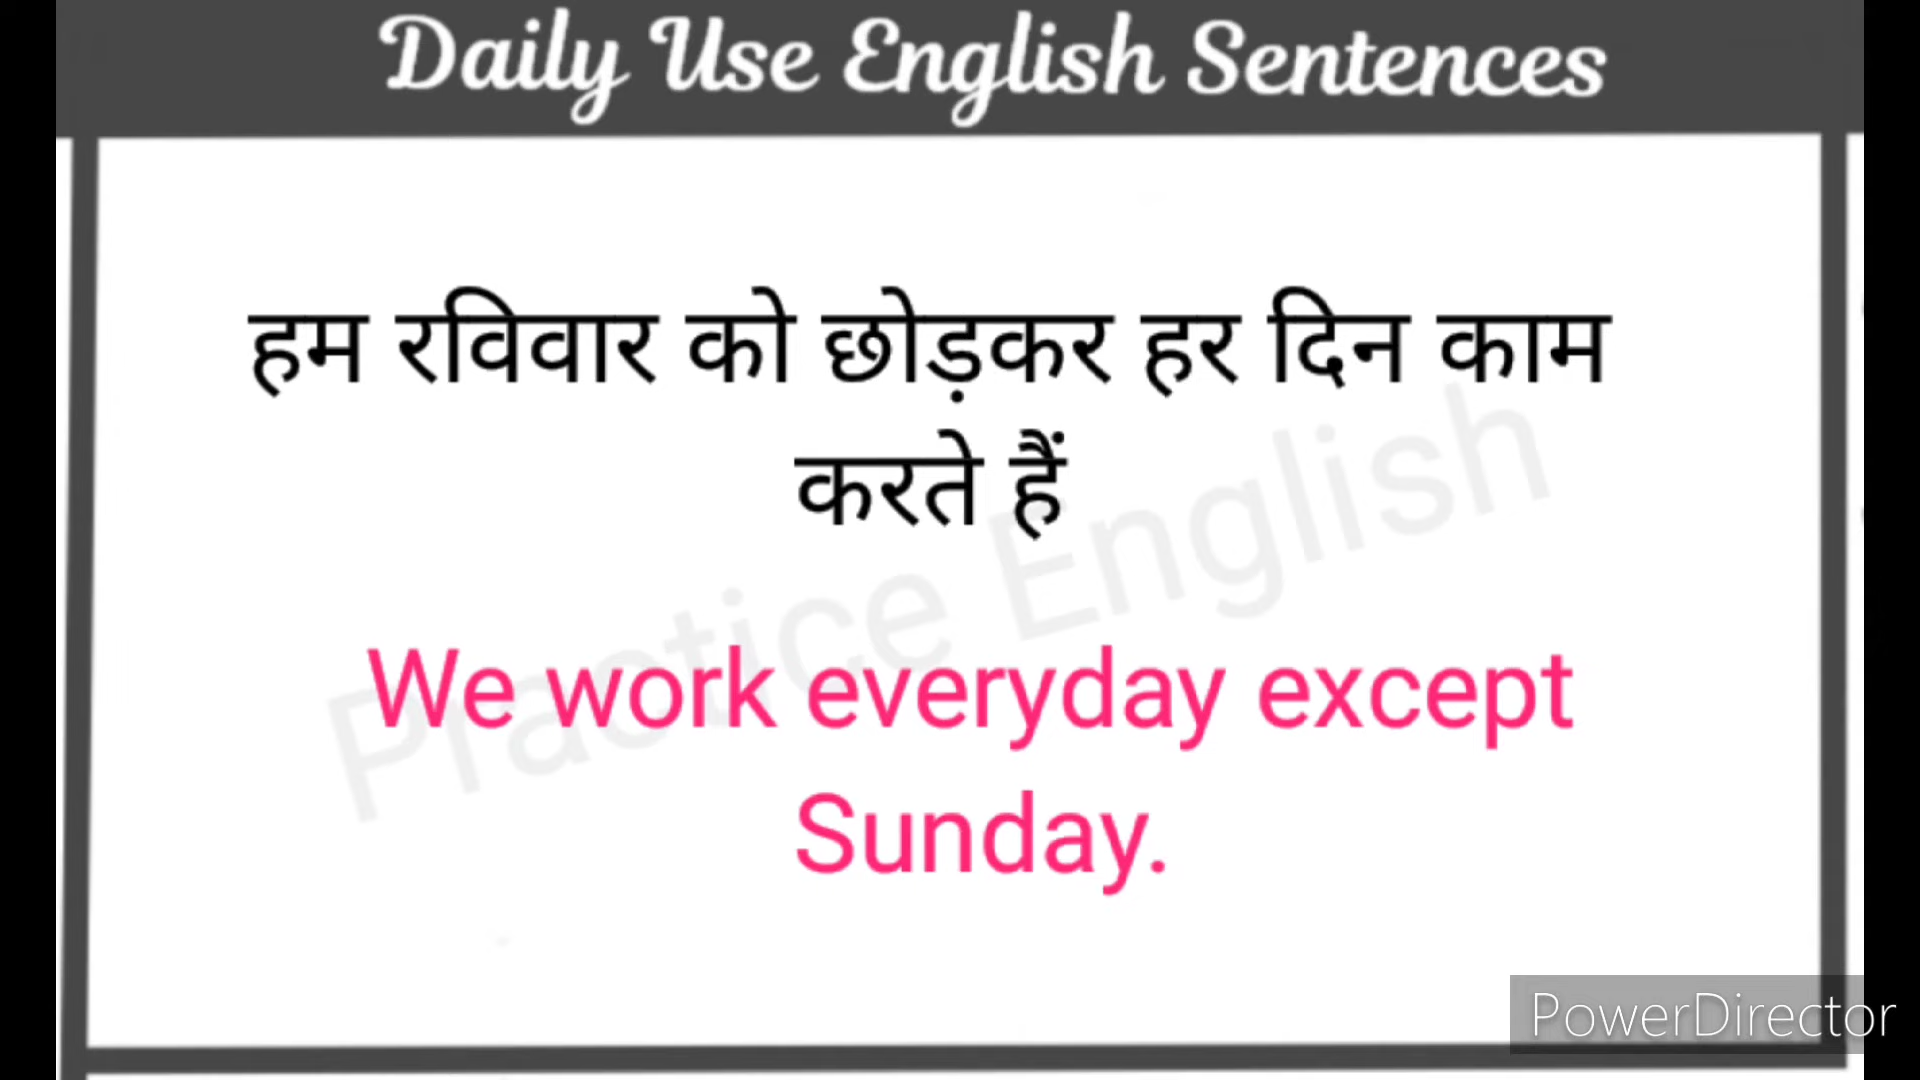 Daily Use English Sentences
हम रविवार को छोड़कर हर दिन काम
करते हैं
Practice English
We work everyday except
Sunday.
PowerDirector